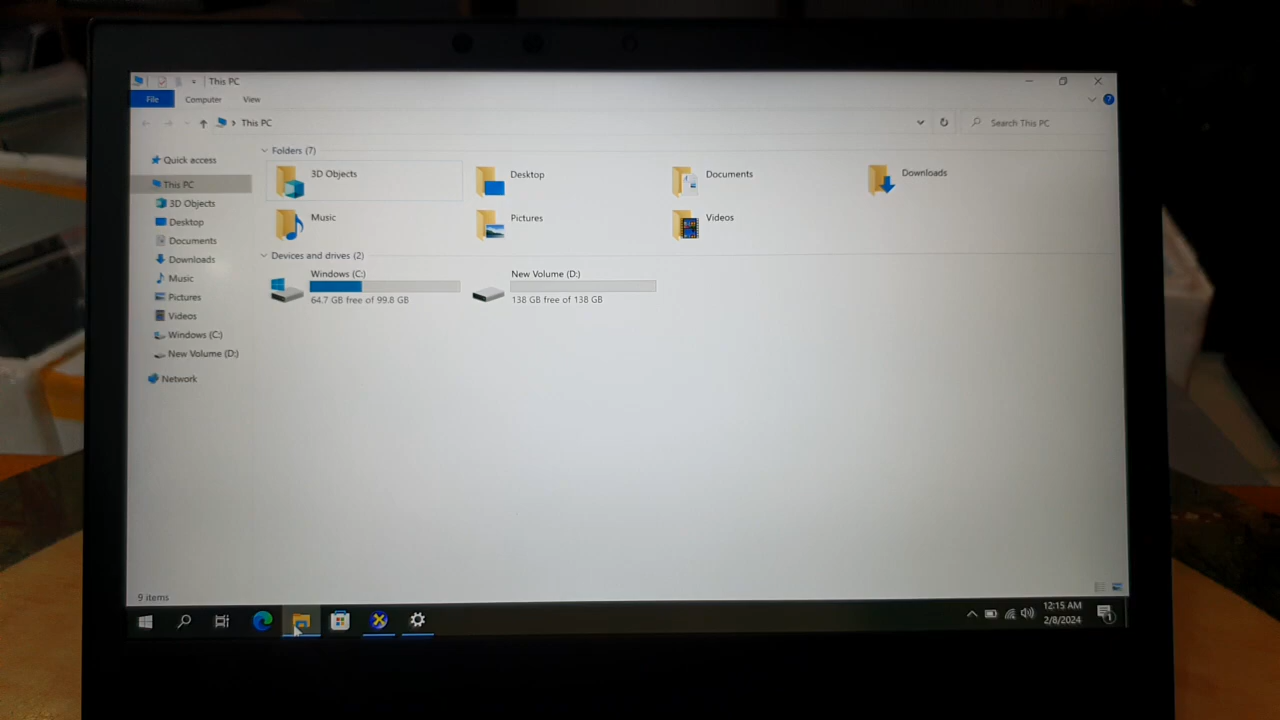 This PC
File Computer View
This PC
Search This PC
Quick access
This PC
3D Objects
Desktop
Documents
Downloads
Music
Pictures
Videos
Windows (C:)
New Volume (D:)
Network
Folders (7)
3D Objects
Desktop
Documents
Downloads
Music
Pictures
Videos
Devices and drives (2)
Windows (C:)
64.7 GB free of 99.8 GB
New Volume (D:)
138 GB free of 138 GB
9 items
12:15 AM
2/8/2024
1